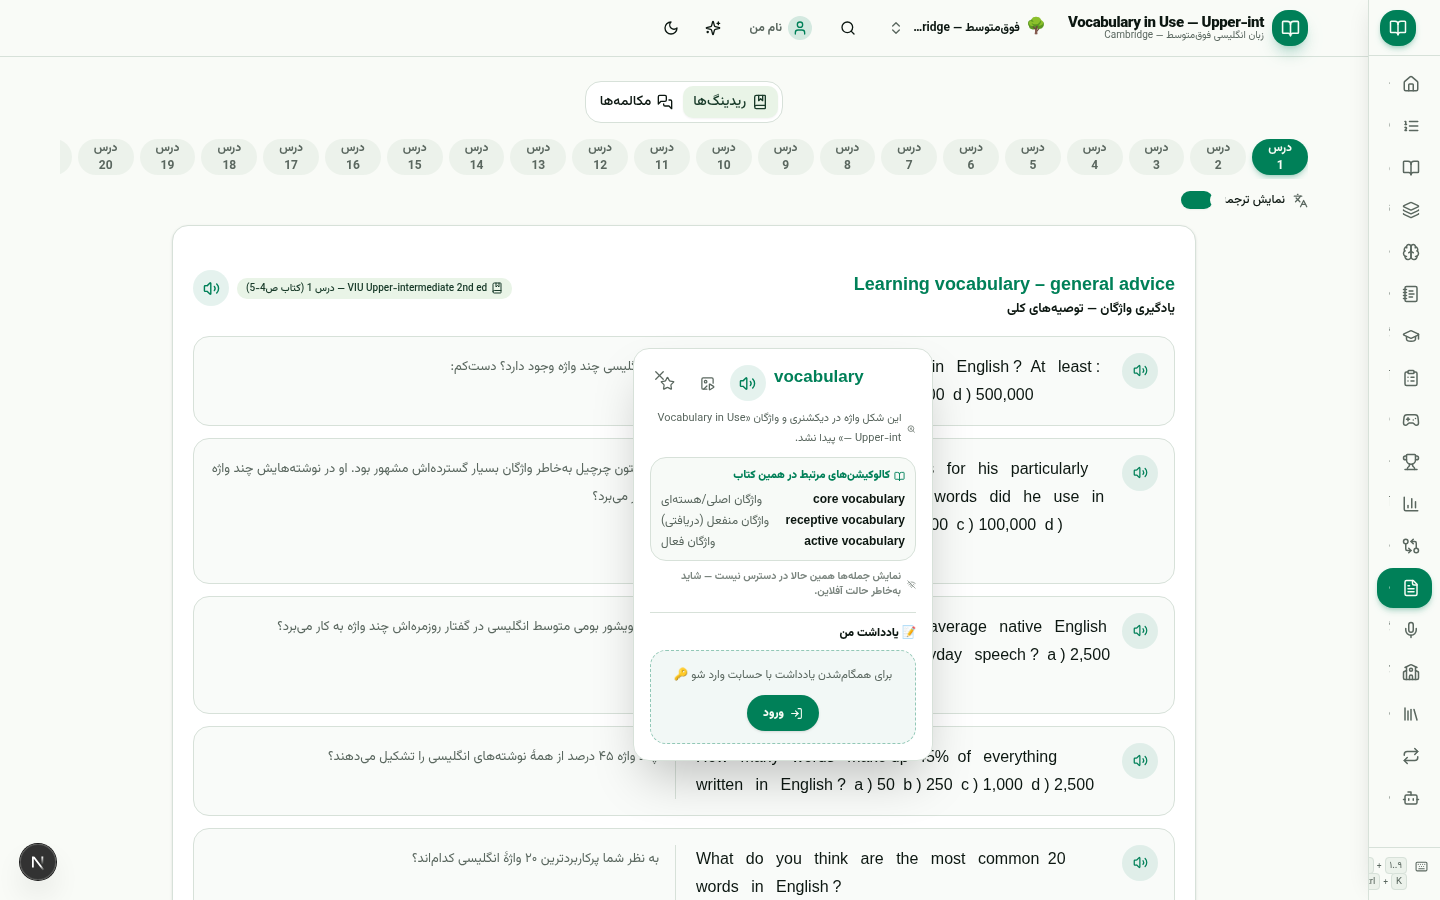 Vocabulary in Use — Upper-int
زبان انگلیسی فوق‌متوسط — Cambridge
فوق‌متوسط — ridge...
نام من
ریدینگ‌ها
مکالمه‌ها
درس 1
درس 2
درس 3
درس 4
درس 5
درس 6
درس 7
درس 8
درس 9
درس 10
درس 11
درس 12
درس 13
درس 14
درس 15
درس 16
درس 17
درس 18
درس 19
درس 20
نمایش ترجمه
Learning vocabulary – general advice
یادگیری واژگان — توصیه‌های کلی
VIU Upper-intermediate 2nd ed — درس 1 (کتاب ص4-5)
in English ? At least :
d ) 500,000
گلیسی چند واژه وجود دارد؟ دست‌کم:
for his particularly
words did he use in
c ) 100,000 d )
تون چرچیل به‌خاطر واژگان بسیار گسترده‌اش مشهور بود. او در نوشته‌هایش چند واژه
می‌برد؟
average native English
speech ? a ) 2,500
ویشور بومی متوسط انگلیسی در گفتار روزمره‌اش چند واژه به کار می‌برد؟
45% of everything
written in English ? a ) 50 b ) 250 c ) 1,000 d ) 2,500
واژه ۴۵ درصد از همهٔ نوشته‌های انگلیسی را تشکیل می‌دهند؟
What do you think are the most common 20
words in English ?
به نظر شما پرکاربردترین ۲۰ واژهٔ انگلیسی کدام‌اند؟
vocabulary
این شکل واژه در دیکشنری و واژگان «Vocabulary in Use
— Upper-int» پیدا نشد.
کالوکیشن‌های مرتبط در همین کتاب
core vocabulary واژگان اصلی/هسته‌ای
receptive vocabulary واژگان منفعل (دریافتی)
active vocabulary واژگان فعال
نمایش جمله‌ها همین حالا در دسترس نیست — شاید
به‌خاطر حالت آفلاین.
📝 یادداشت من
برای همگام‌شدن یادداشت با حسابت وارد شو 🔑
ورود
N
۱..۹ +
K + rl